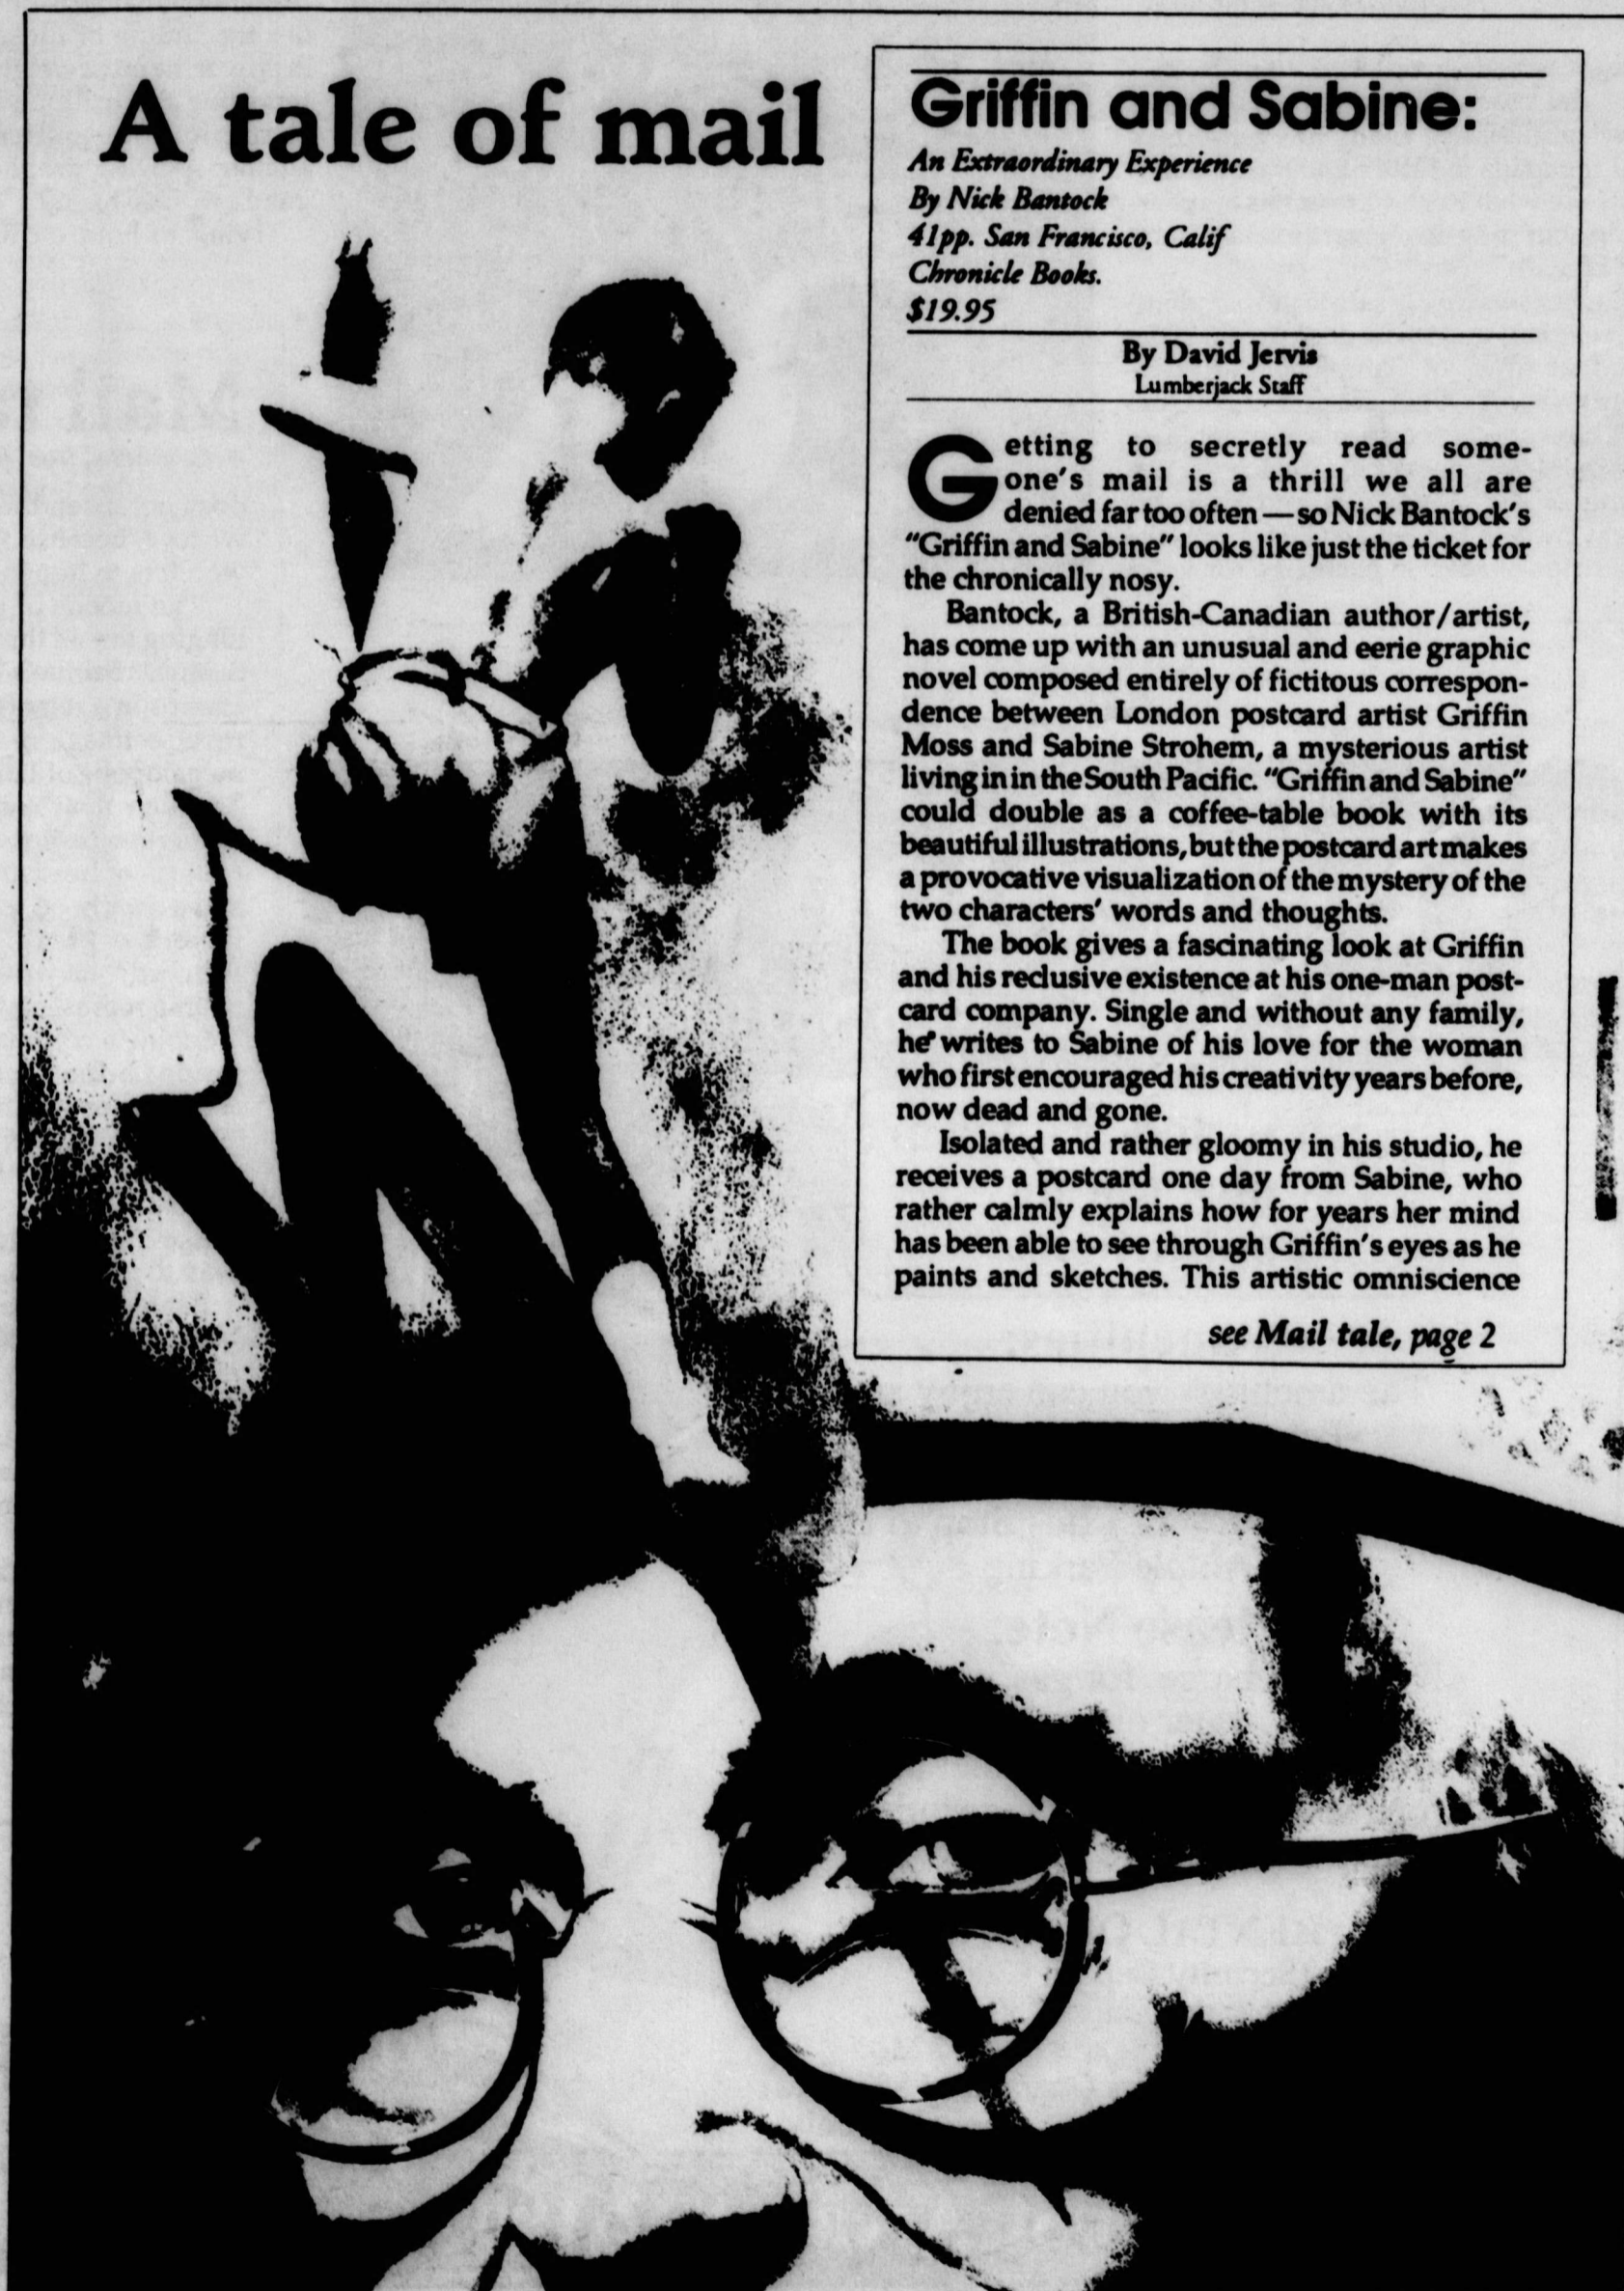 A tale of mail
Griffin and Sabine:
An Extraordinary Experience
By Nick Bantock
41pp. San Francisco, Calif
Chronicle Books.
$19.95
By David Jervis
Lumberjack Staff
Getting to secretly read some-
one's mail is a thrill we all are
denied far too often — so Nick Bantock's
"Griffin and Sabine" looks like just the ticket for
the chronically nosy.
Bantock, a British-Canadian author/artist,
has come up with an unusual and eerie graphic
novel composed entirely of fictitous correspon-
dence between London postcard artist Griffin
Moss and Sabine Strohem, a mysterious artist
living in in the South Pacific. "Griffin and Sabine"
could double as a coffee-table book with its
beautiful illustrations, but the postcard art makes
a provocative visualization of the mystery of the
two characters' words and thoughts.
The book gives a fascinating look at Griffin
and his reclusive existence at his one-man post-
card company. Single and without any family,
he writes to Sabine of his love for the woman
who first encouraged his creativity years before,
now dead and gone.
Isolated and rather gloomy in his studio, he
receives a postcard one day from Sabine, who
rather calmly explains how for years her mind
has been able to see through Griffin's eyes as he
paints and sketches. This artistic omniscience
see Mail tale, page 2